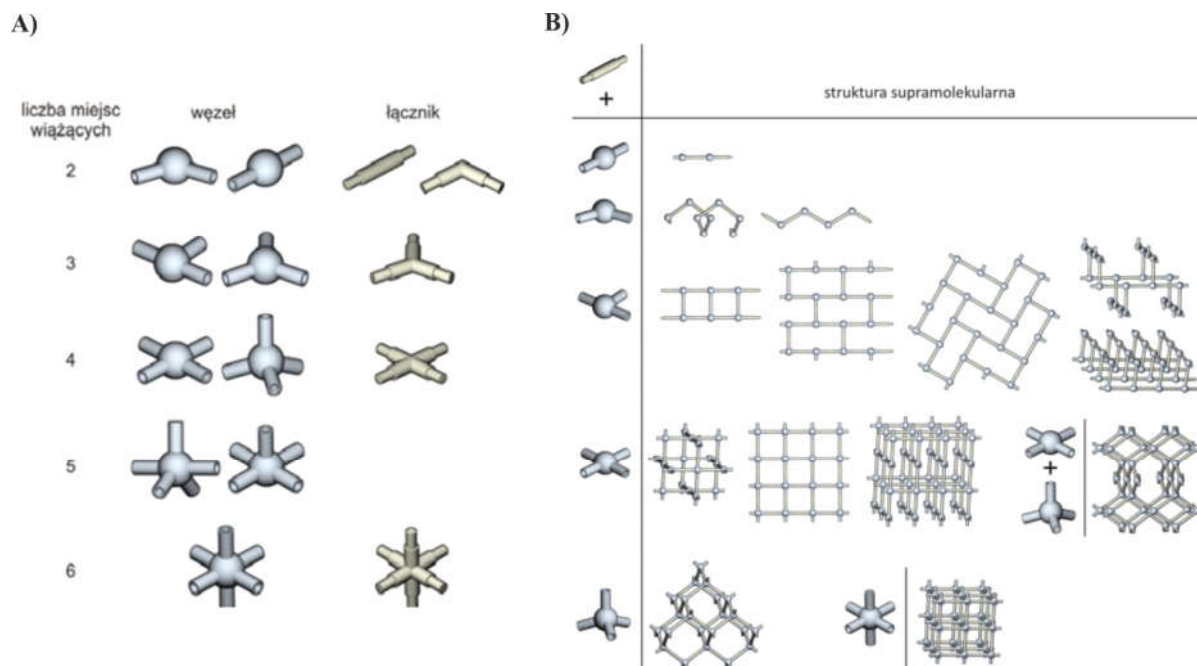 A)
liczba miejsc
wiążących
węzeł
łącznik
2
3
4
5
6
B)
+
struktura supramolekularna
+